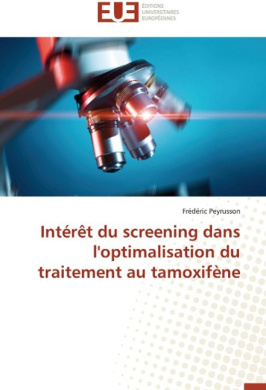 EUE
ÉDITIONS
UNIVERSITAIRES
EUROPÉENNES
Frédéric Peyrusson
Intérêt du screening dans
l'optimalisation du
traitement au tamoxifène